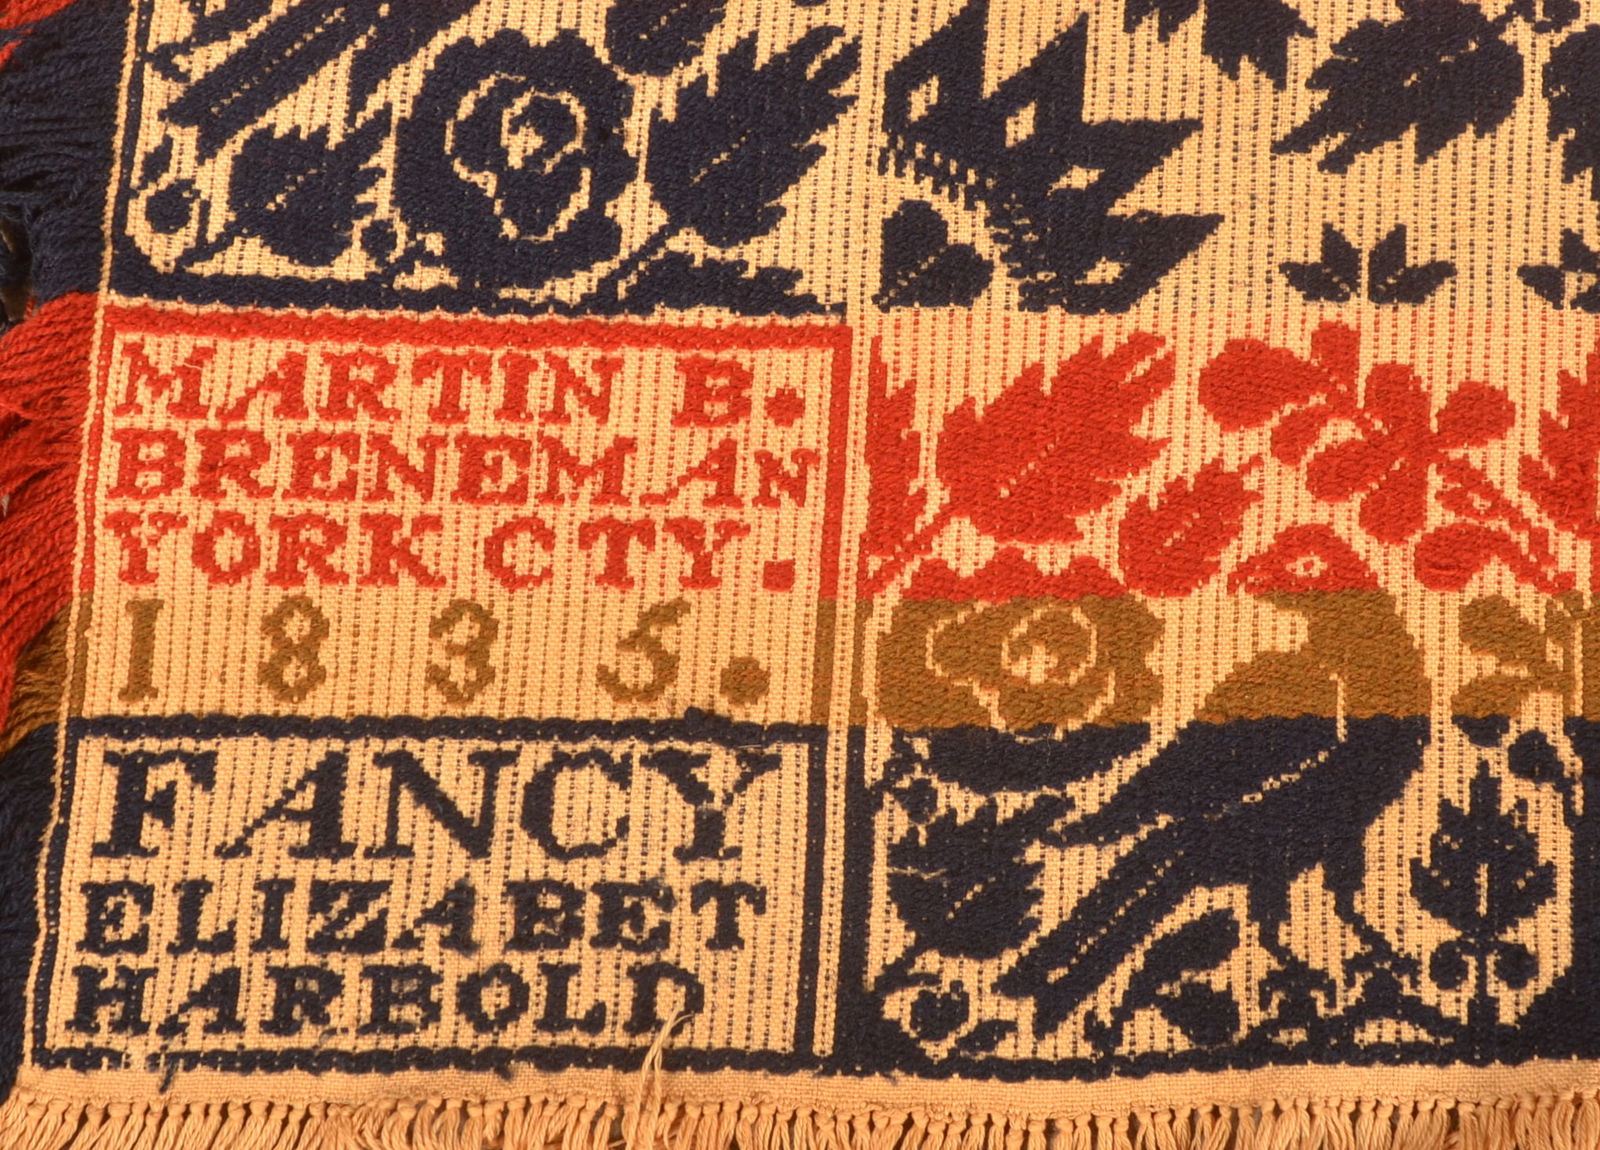 MARTIN B.
BRENEMAN
YORK CTY.
1835.
FANCY
ELIZABET
HARBOLD